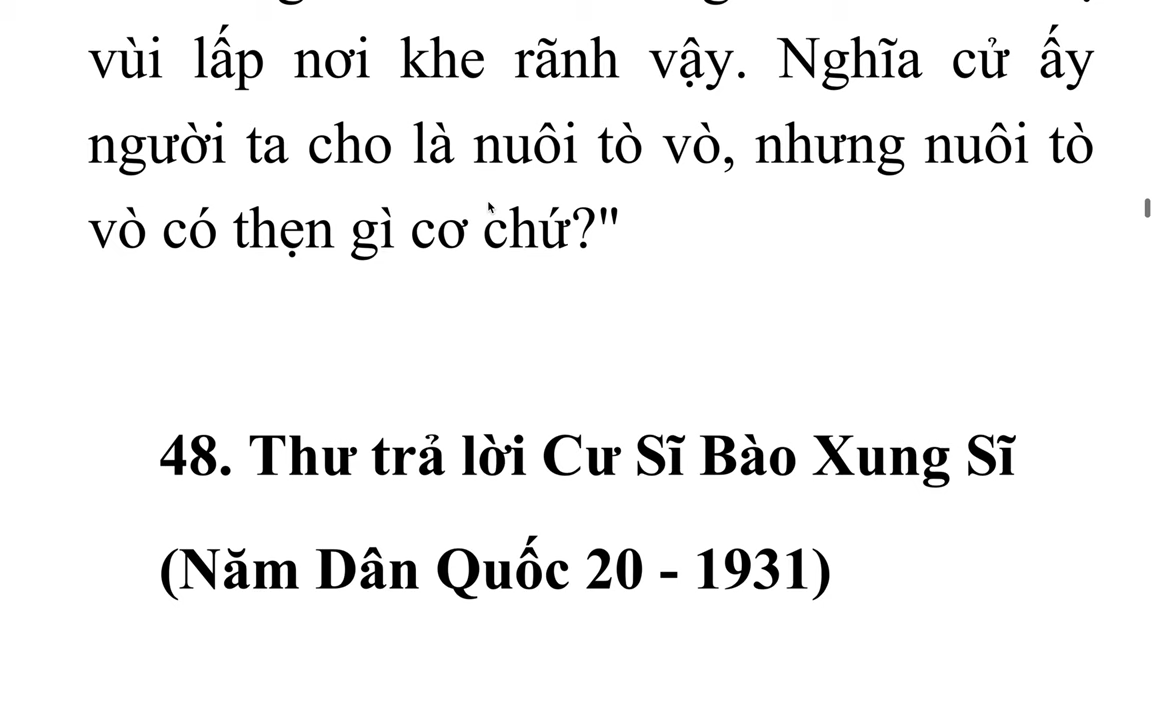 vùi lấp nơi khe rãnh vậy. Nghĩa cử ấy
người ta cho là nuôi tò vò, nhưng nuôi tò
vò có thẹn gì cơ chứ?"
48. Thư trả lời Cư Sĩ Bào Xung Sĩ
(Năm Dân Quốc 20 - 1931)